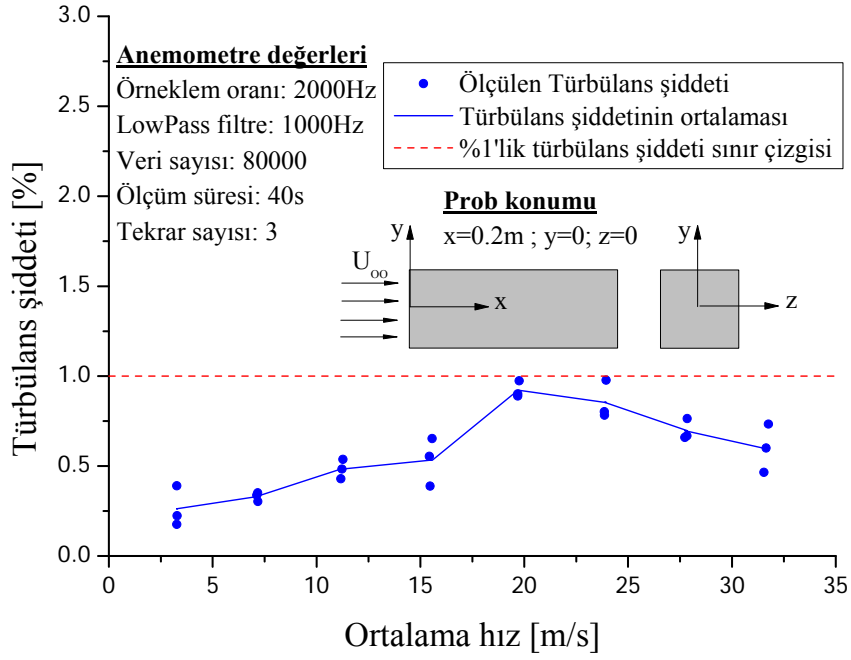 Türbülans şiddeti [%]
3.0
2.5
2.0
1.5
1.0
0.5
0.0
Anemometre değerleri
Örneklem oranı: 2000Hz
LowPass filtre: 1000Hz
Veri sayısı: 80000
Ölçüm süresi: 40s
Tekrar sayısı: 3
Ölçülen Türbülans şiddeti
Türbülans şiddetinin ortalaması
%1'lik türbülans şiddeti sınır çizgisi
Prob konumu
x=0.2m ; y=0; z=0
y
U∞
x
y
z
0 5 10 15 20 25 30 35
Ortalama hız [m/s]